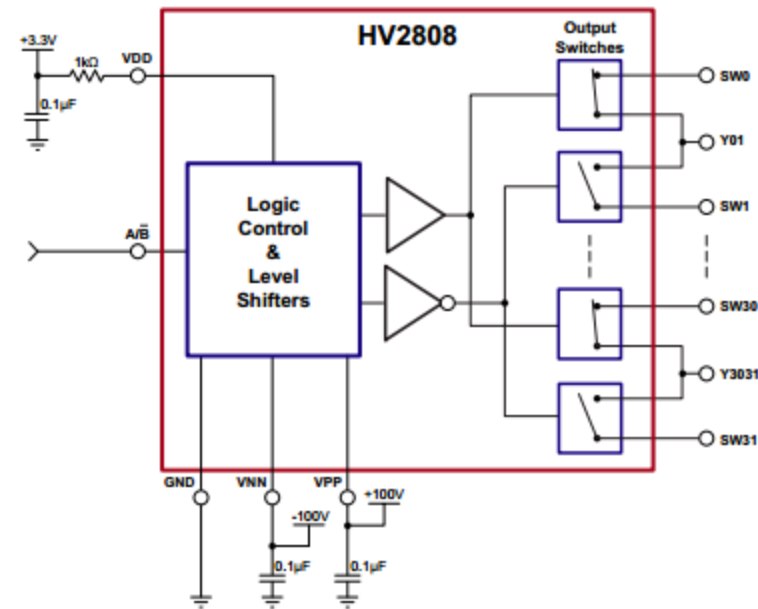 HV2808
Output
Switches
+3.3V
1kΩ
VDD
0.1µF
SW0
Y01
SW1
A/B̅
Logic
Control
&
Level
Shifters
SW30
Y3031
SW31
GND
VNN
VPP
-100V
+100V
0.1µF
0.1µF